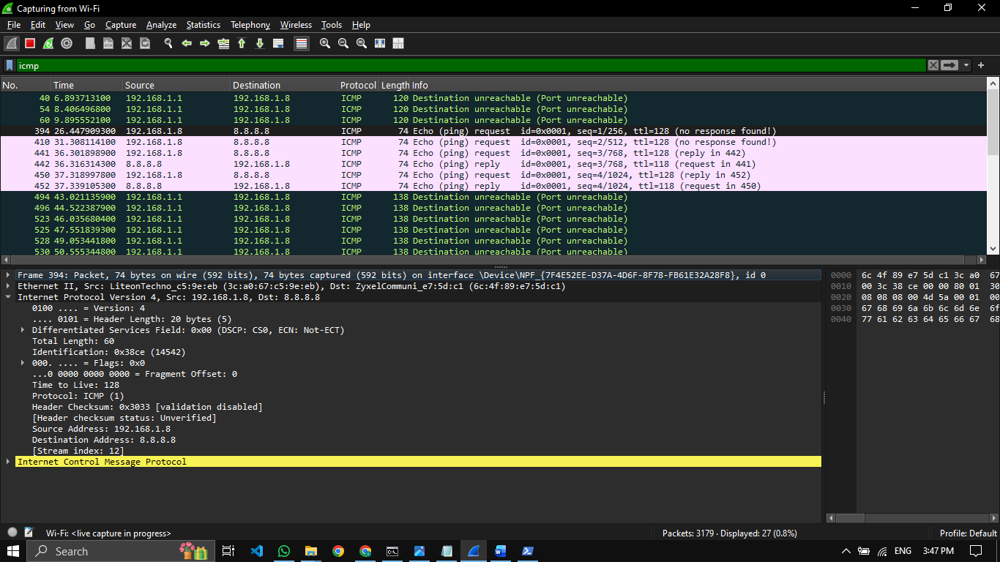 Capturing from Wi-Fi
File Edit View Go Capture Analyze Statistics Telephony Wireless Tools Help
icmp
No. Time Source Destination Protocol Length Info
40 6.893713100 192.168.1.1 192.168.1.8 ICMP 120 Destination unreachable (Port unreachable)
54 8.406496800 192.168.1.1 192.168.1.8 ICMP 120 Destination unreachable (Port unreachable)
60 9.895552100 192.168.1.1 192.168.1.8 ICMP 120 Destination unreachable (Port unreachable)
394 26.447909300 192.168.1.8 8.8.8.8 ICMP 74 Echo (ping) request id=0x0001, seq=1/256, ttl=128 (no response found!)
410 31.308114100 192.168.1.8 8.8.8.8 ICMP 74 Echo (ping) request id=0x0001, seq=2/512, ttl=128 (no response found!)
441 36.301898900 192.168.1.8 8.8.8.8 ICMP 74 Echo (ping) request id=0x0001, seq=3/768, ttl=128 (reply in 442)
442 36.316314300 8.8.8.8 192.168.1.8 ICMP 74 Echo (ping) reply id=0x0001, seq=3/768, ttl=118 (request in 441)
450 37.318997800 192.168.1.8 8.8.8.8 ICMP 74 Echo (ping) request id=0x0001, seq=4/1024, ttl=128 (reply in 452)
452 37.339105300 8.8.8.8 192.168.1.8 ICMP 74 Echo (ping) reply id=0x0001, seq=4/1024, ttl=118 (request in 450)
494 43.021135900 192.168.1.1 192.168.1.8 ICMP 138 Destination unreachable (Port unreachable)
496 44.522387900 192.168.1.1 192.168.1.8 ICMP 138 Destination unreachable (Port unreachable)
523 46.035680400 192.168.1.1 192.168.1.8 ICMP 138 Destination unreachable (Port unreachable)
525 47.551839300 192.168.1.1 192.168.1.8 ICMP 138 Destination unreachable (Port unreachable)
528 49.053441800 192.168.1.1 192.168.1.8 ICMP 138 Destination unreachable (Port unreachable)
530 50.555344800 192.168.1.1 192.168.1.8 ICMP 138 Destination unreachable (Port unreachable)
Frame 394: Packet, 74 bytes on wire (592 bits), 74 bytes captured (592 bits) on interface \Device\NPF_{7F4E52EE-D37A-4D6F-8F78-FB61E32A28F8}, id 0
Ethernet II, Src: LiteonTechno_c5:9e:eb (3c:a0:67:c5:9e:eb), Dst: ZyxelCommuni_e7:5d:c1 (6c:4f:89:e7:5d:c1)
Internet Protocol Version 4, Src: 192.168.1.8, Dst: 8.8.8.8
0100 .... = Version: 4
.... 0101 = Header Length: 20 bytes (5)
Differentiated Services Field: 0x00 (DSCP: CS0, ECN: Not-ECT)
Total Length: 60
Identification: 0x38ce (14542)
000. .... = Flags: 0x0
...0 0000 0000 0000 = Fragment Offset: 0
Time to Live: 128
Protocol: ICMP (1)
Header Checksum: 0x3033 [validation disabled]
[Header checksum status: Unverified]
Source Address: 192.168.1.8
Destination Address: 8.8.8.8
[Stream index: 12]
Internet Control Message Protocol
0000 6c 4f 89 e7 5d c1 3c a0 67
0010 00 3c 38 ce 00 00 80 01 30
0020 08 08 08 00 4d 5a 00 01 00
0030 67 68 69 6a 6b 6c 6d 6e 6f
0040 77 61 62 63 64 65 66 67 68
Wi-Fi: <live capture in progress> Packets: 3179 · Displayed: 27 (0.8%) Profile: Default
Search ENG 3:47 PM